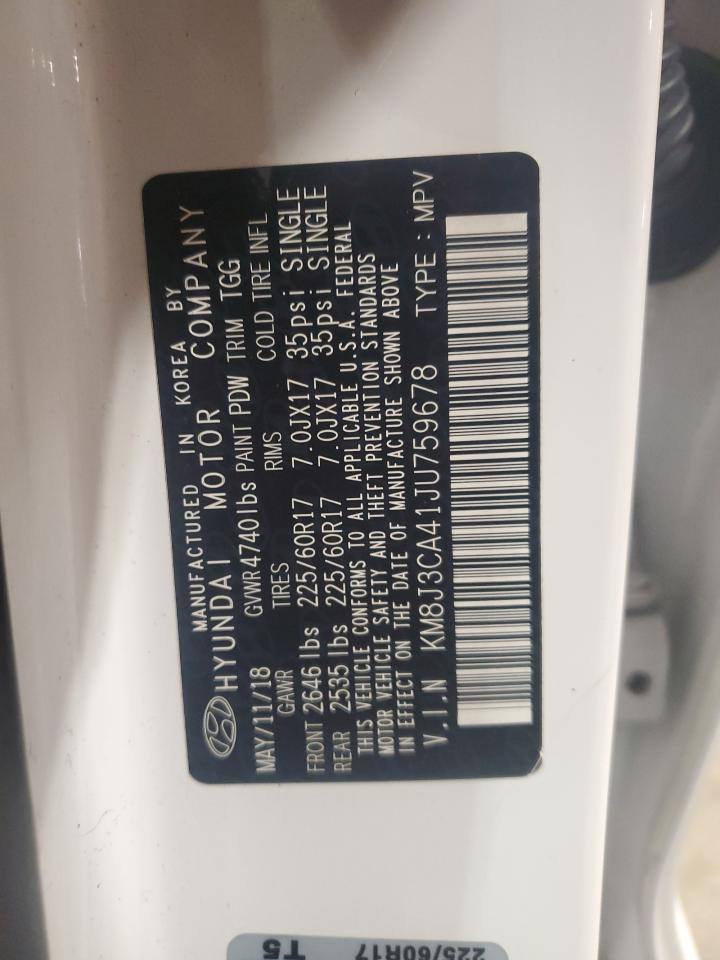 MANUFACTURED IN KOREA BY
HYUNDAI MOTOR COMPANY
MAY/11/18 GVWR 4740lbs PAINT PDW TRIM TGG
GAWR TIRES RIMS COLD TIRE INFL
FRONT 2646 lbs 225/60R17 7.0JX17 35psi SINGLE
REAR 2535 lbs 225/60R17 7.0JX17 35psi SINGLE
THIS VEHICLE CONFORMS TO ALL APPLICABLE U.S.A. FEDERAL
MOTOR VEHICLE SAFETY AND THEFT PREVENTION STANDARDS
IN EFFECT ON THE DATE OF MANUFACTURE SHOWN ABOVE
V.I.N KM8J3CA41JU759678 TYPE : MPV
225/60R17
T5